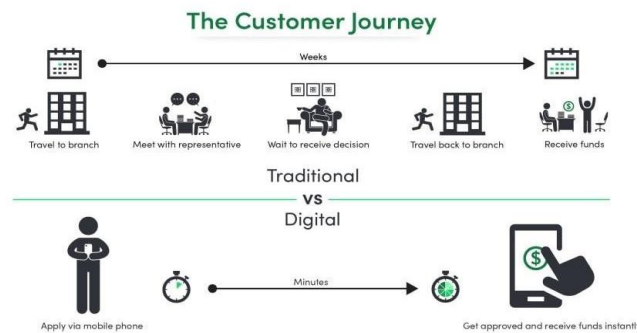 The Customer Journey
Weeks
Travel to branch
Meet with representative
Wait to receive decision
Travel back to branch
Receive funds
Traditional
vs
Digital
Minutes
Apply via mobile phone
Get approved and receive funds instantl